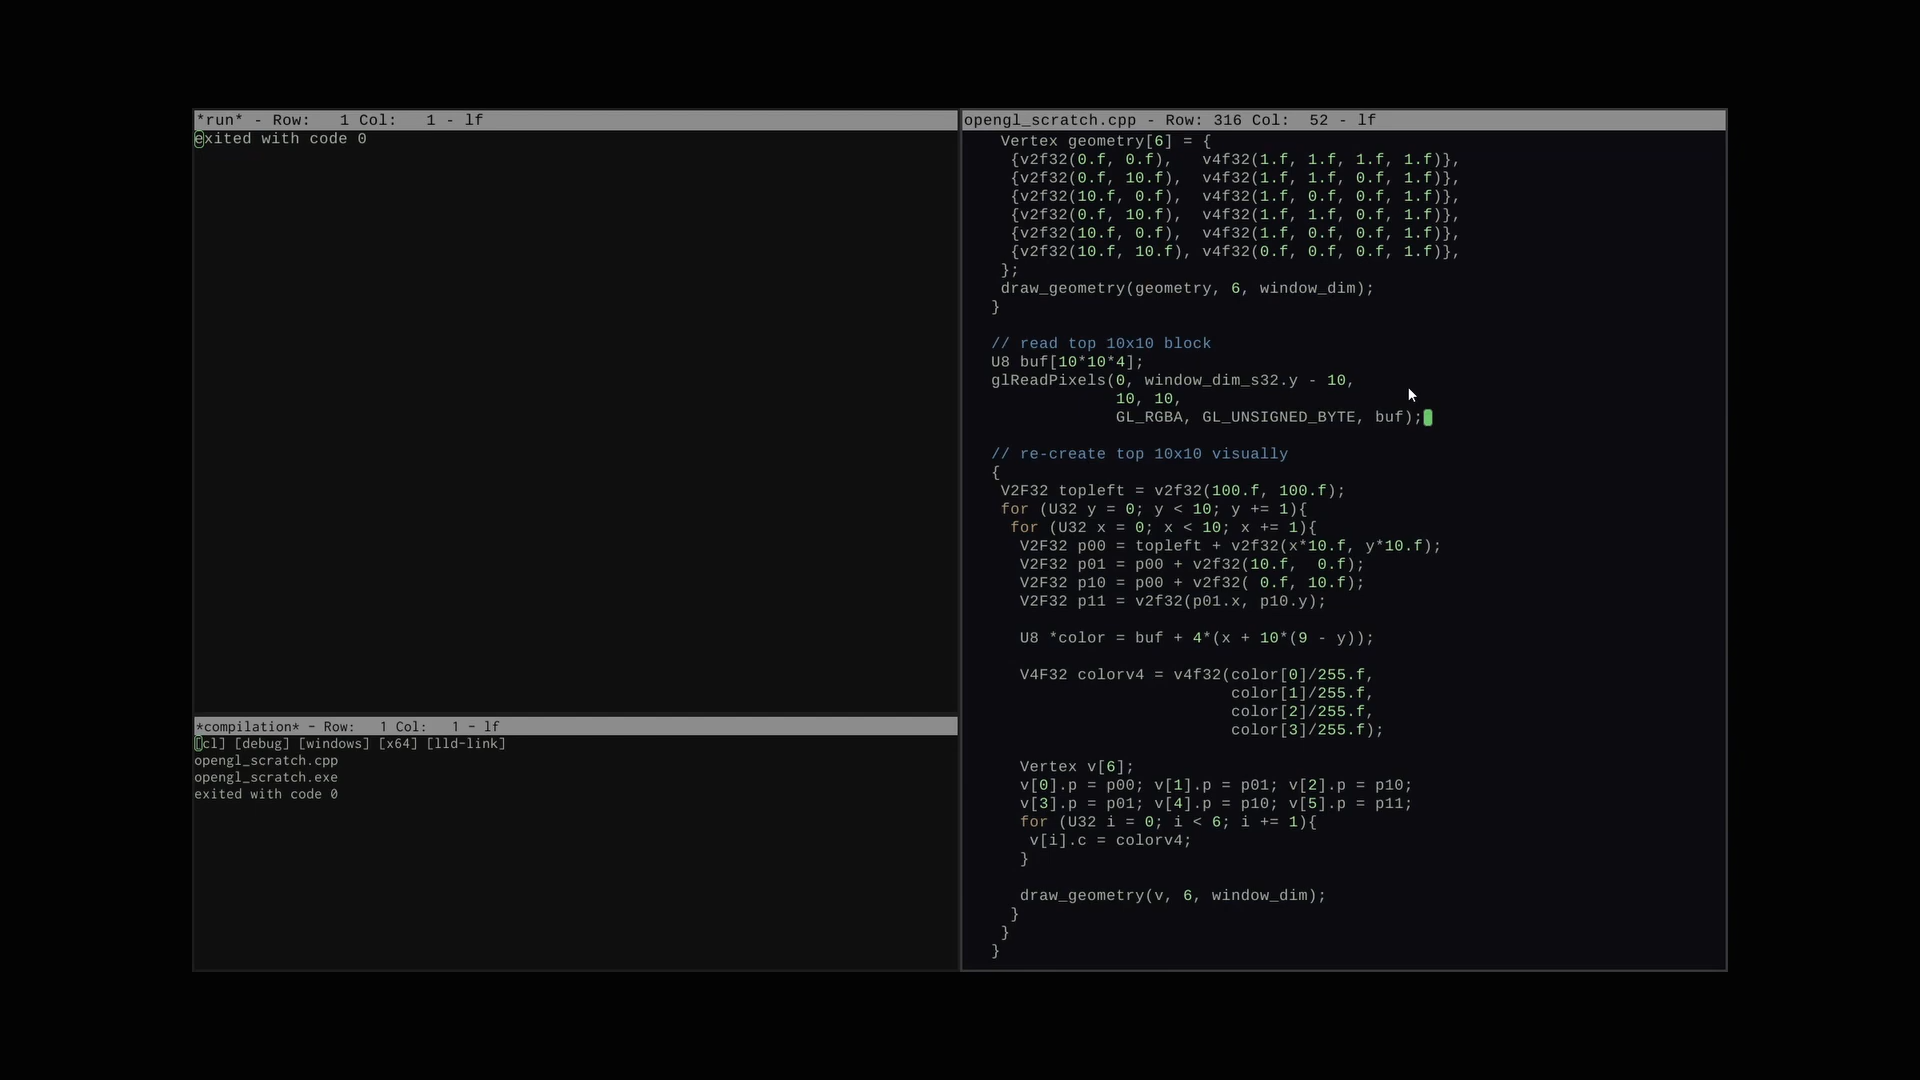 *run* - Row:   1 Col:   1 - lf
exited with code 0
*compilation* - Row:   1 Col:   1 - lf
[cl] [debug] [windows] [x64] [lld-link]
opengl_scratch.cpp
opengl_scratch.exe
exited with code 0
opengl_scratch.cpp - Row: 316 Col:  52 - lf
Vertex geometry[6] = {
{v2f32(0.f, 0.f),   v4f32(1.f, 1.f, 1.f, 1.f)},
{v2f32(0.f, 10.f),  v4f32(1.f, 1.f, 0.f, 1.f)},
{v2f32(10.f, 0.f),  v4f32(1.f, 0.f, 0.f, 1.f)},
{v2f32(0.f, 10.f),  v4f32(1.f, 1.f, 0.f, 1.f)},
{v2f32(10.f, 0.f),  v4f32(1.f, 0.f, 0.f, 1.f)},
{v2f32(10.f, 10.f), v4f32(0.f, 0.f, 0.f, 1.f)},
};
draw_geometry(geometry, 6, window_dim);
}
// read top 10x10 block
U8 buf[10*10*4];
glReadPixels(0, window_dim_s32.y - 10,
10, 10,
GL_RGBA, GL_UNSIGNED_BYTE, buf);
// re-create top 10x10 visually
{
V2F32 topleft = v2f32(100.f, 100.f);
for (U32 y = 0; y < 10; y += 1){
for (U32 x = 0; x < 10; x += 1){
V2F32 p00 = topleft + v2f32(x*10.f, y*10.f);
V2F32 p01 = p00 + v2f32(10.f,  0.f);
V2F32 p10 = p00 + v2f32( 0.f, 10.f);
V2F32 p11 = v2f32(p01.x, p10.y);
U8 *color = buf + 4*(x + 10*(9 - y));
V4F32 colorv4 = v4f32(color[0]/255.f,
color[1]/255.f,
color[2]/255.f,
color[3]/255.f);
Vertex v[6];
v[0].p = p00; v[1].p = p01; v[2].p = p10;
v[3].p = p01; v[4].p = p10; v[5].p = p11;
for (U32 i = 0; i < 6; i += 1){
v[i].c = colorv4;
}
draw_geometry(v, 6, window_dim);
}
}
}